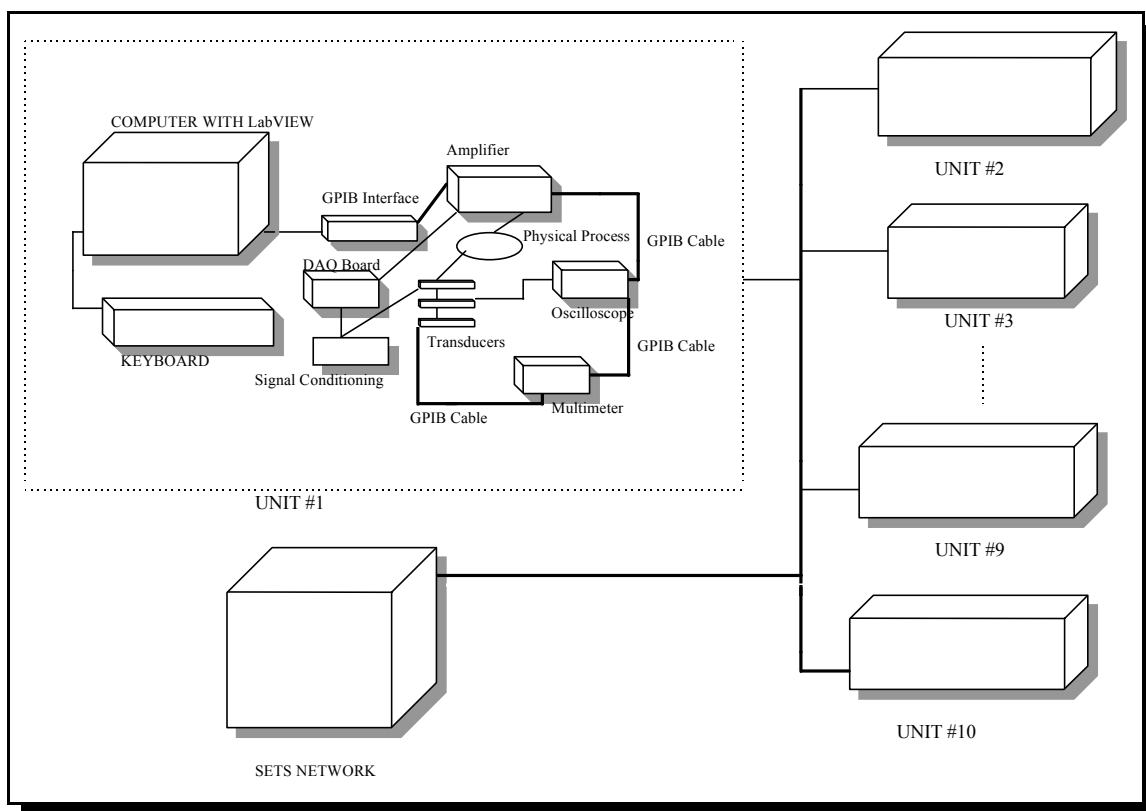 COMPUTER WITH LabVIEW
Amplifier
GPIB Interface
Physical Process
GPIB Cable
DAQ Board
Oscilloscope
Transducers
GPIB Cable
KEYBOARD
Signal Conditioning
Multimeter
GPIB Cable
UNIT #1
UNIT #2
UNIT #3
UNIT #9
UNIT #10
SETS NETWORK